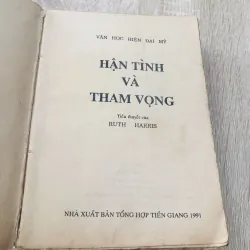 VĂN HỌC HIỆN ĐẠI MỸ
HẬN TÌNH
VÀ
THAM VỌNG
Tiểu thuyết của
RUTH HARRIS
NHÀ XUẤT BẢN TỔNG HỢP TIỀN GIANG 1991